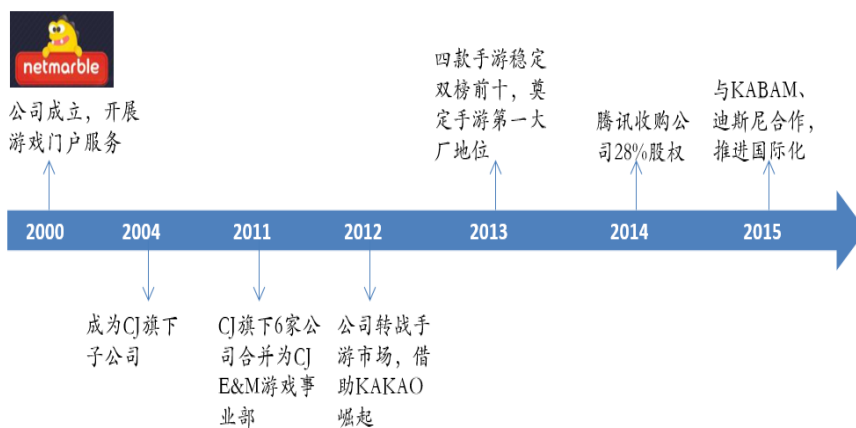 netmarble
公司成立，开展
游戏门户服务
四款手游稳定
双榜前十，奠
定手游第一大
厂地位
腾讯收购公
司28%股权
与KABAM、
迪斯尼合作，
推进国际化
2000 2004 2011 2012 2013 2014 2015
成为CJ旗下
子公司
CJ旗下6家公
司合并为CJ
E&M游戏事
业部
公司转战手
游市场，借
助KAKAO
崛起